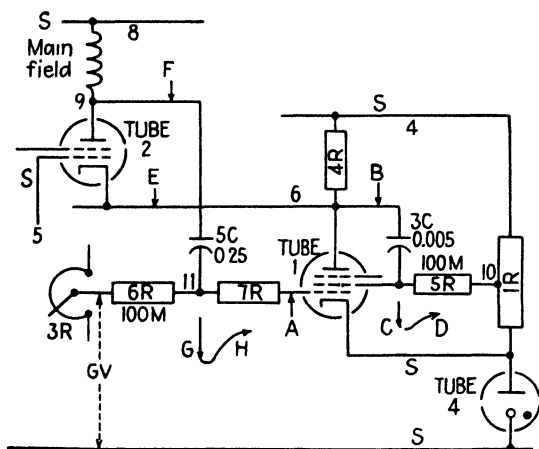 S
8
Main
field
F
9
TUBE
2
S
5
E
6
S
4
4R
B
5C
0.25
TUBE
1
3C
0.005
100M
5R
10
1R
3R
6R
100M
11
7R
A
C
D
G
H
GV
S
TUBE
4
S